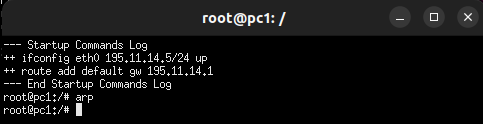 root@pc1: /
--- Startup Commands Log
++ ifconfig eth0 195.11.14.5/24 up
++ route add default gw 195.11.14.1
--- End Startup Commands Log
root@pc1:/# arp
root@pc1:/#